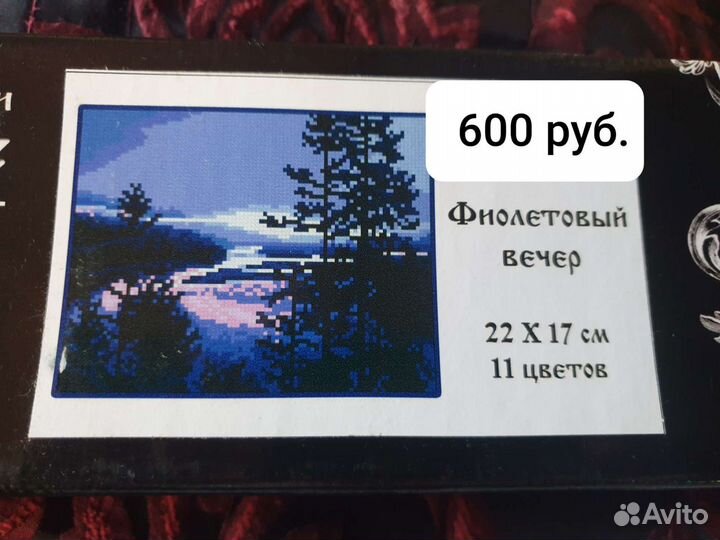 600 руб.
Фиолетовый
вечер
22 X 17 см
11 цветов
Avito